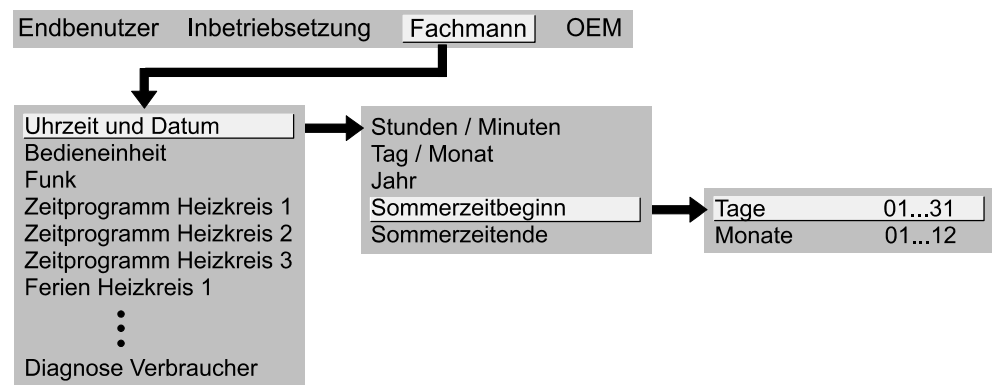 Endbenutzer Inbetriebsetzung Fachmann OEM
Uhrzeit und Datum
Bedieneinheit
Funk
Zeitprogramm Heizkreis 1
Zeitprogramm Heizkreis 2
Zeitprogramm Heizkreis 3
Ferien Heizkreis 1
Diagnose Verbraucher
Stunden / Minuten
Tag / Monat
Jahr
Sommerzeitbeginn
Sommerzeitende
Tage 01...31
Monate 01...12